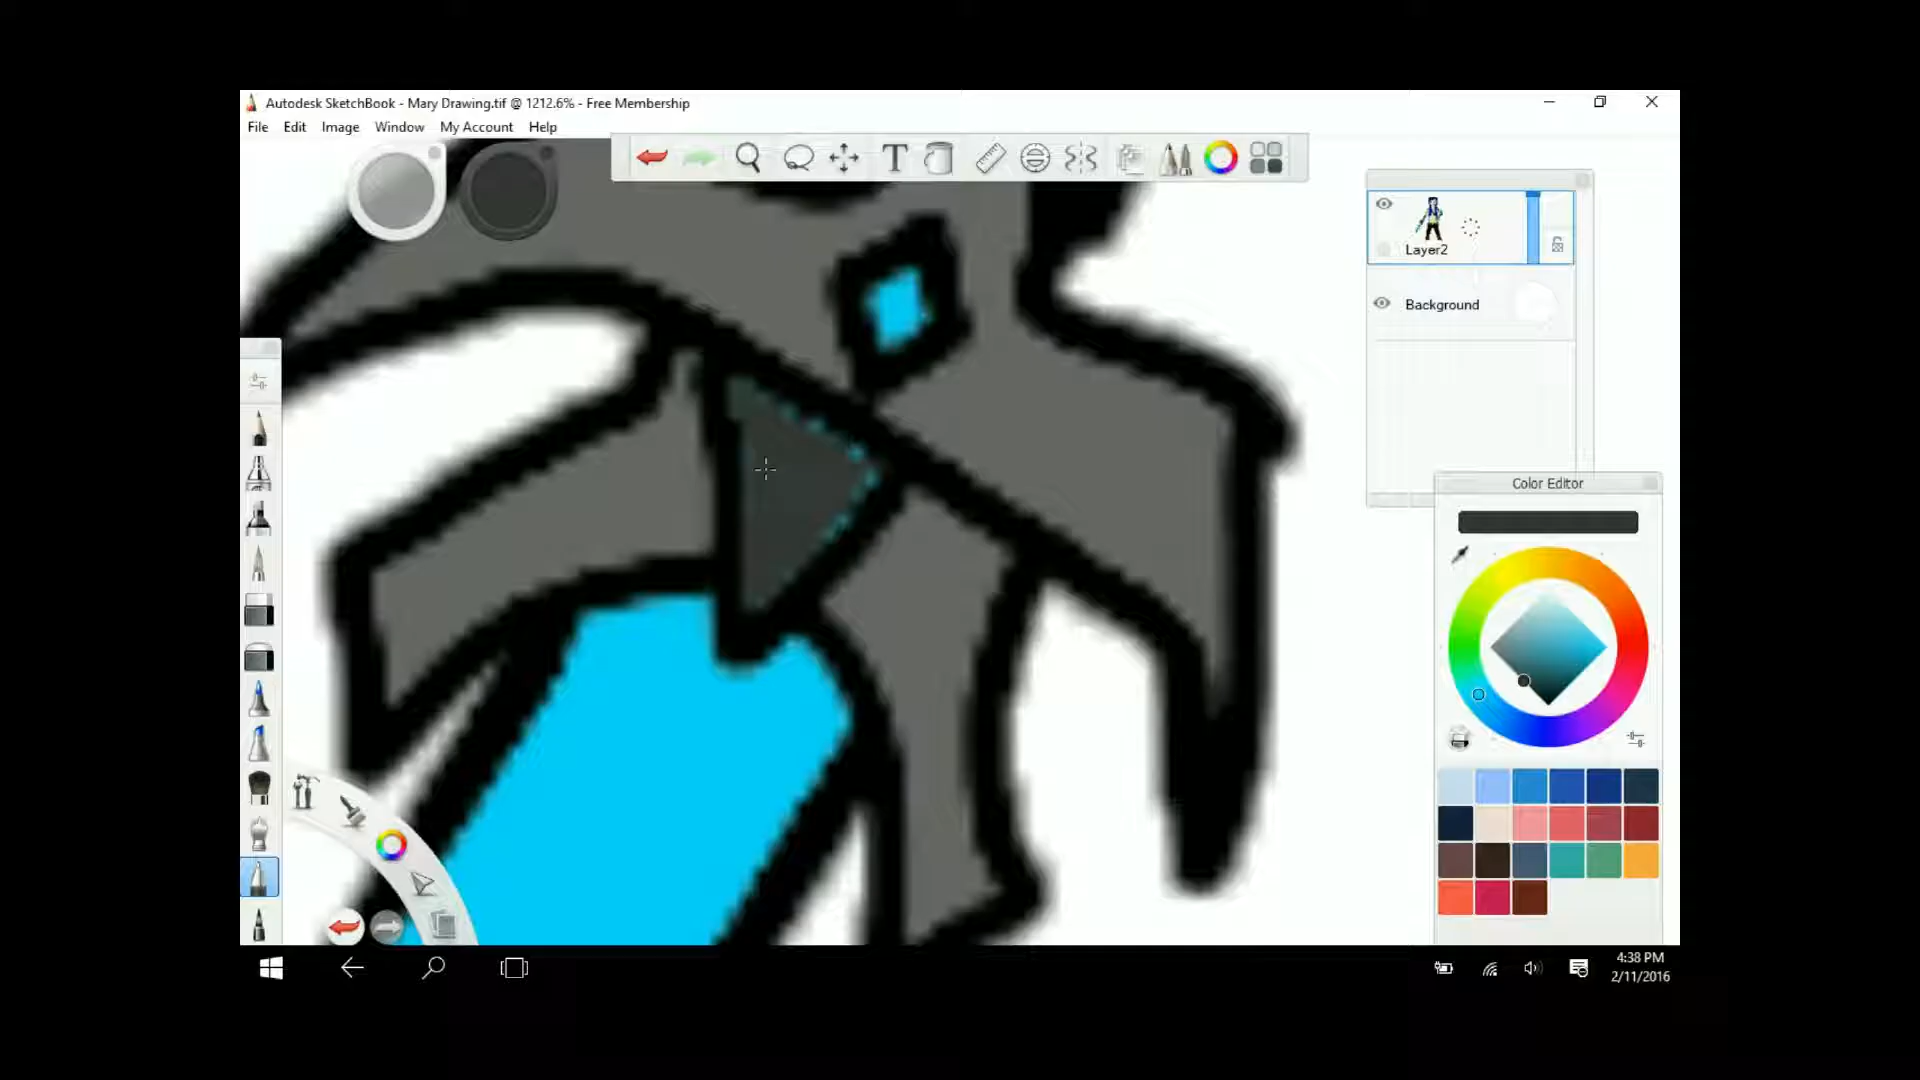 Autodesk SketchBook - Mary Drawing.tif @ 1212.6% - Free Membership
File Edit Image Window My Account Help
T
Layer2
Background
Color Editor
4:38 PM
2/11/2016